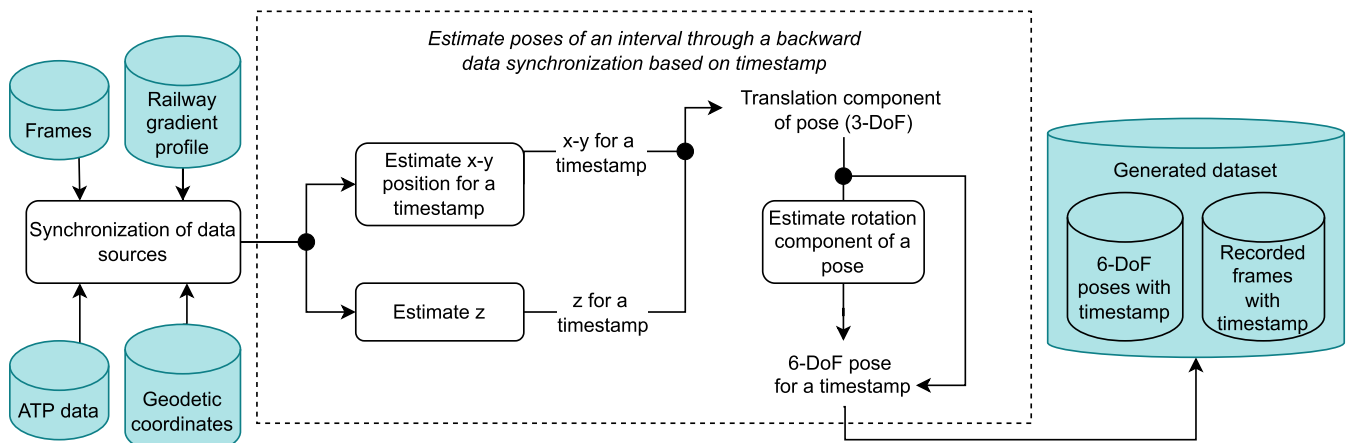 Estimate poses of an interval through a backward
data synchronization based on timestamp
Frames
Railway
gradient
profile
Synchronization of data
sources
ATP data
Geodetic
coordinates
Estimate x-y
position for a
timestamp
x-y for a
timestamp
Estimate z
z for a
timestamp
Translation component
of pose (3-DoF)
Estimate rotation
component of a
pose
6-DoF pose
for a timestamp
Generated dataset
6-DoF
poses with
timestamp
Recorded
frames
with
timestamp